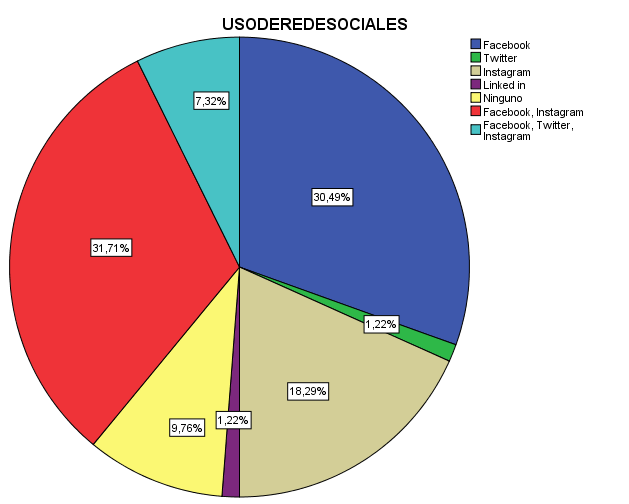 USODEREDESOCIALES
Facebook
Twitter
Instagram
Linked in
Ninguno
Facebook, Instagram
Facebook, Twitter,
Instagram
7,32%
30,49%
31,71%
1,22%
18,29%
1,22%
9,76%